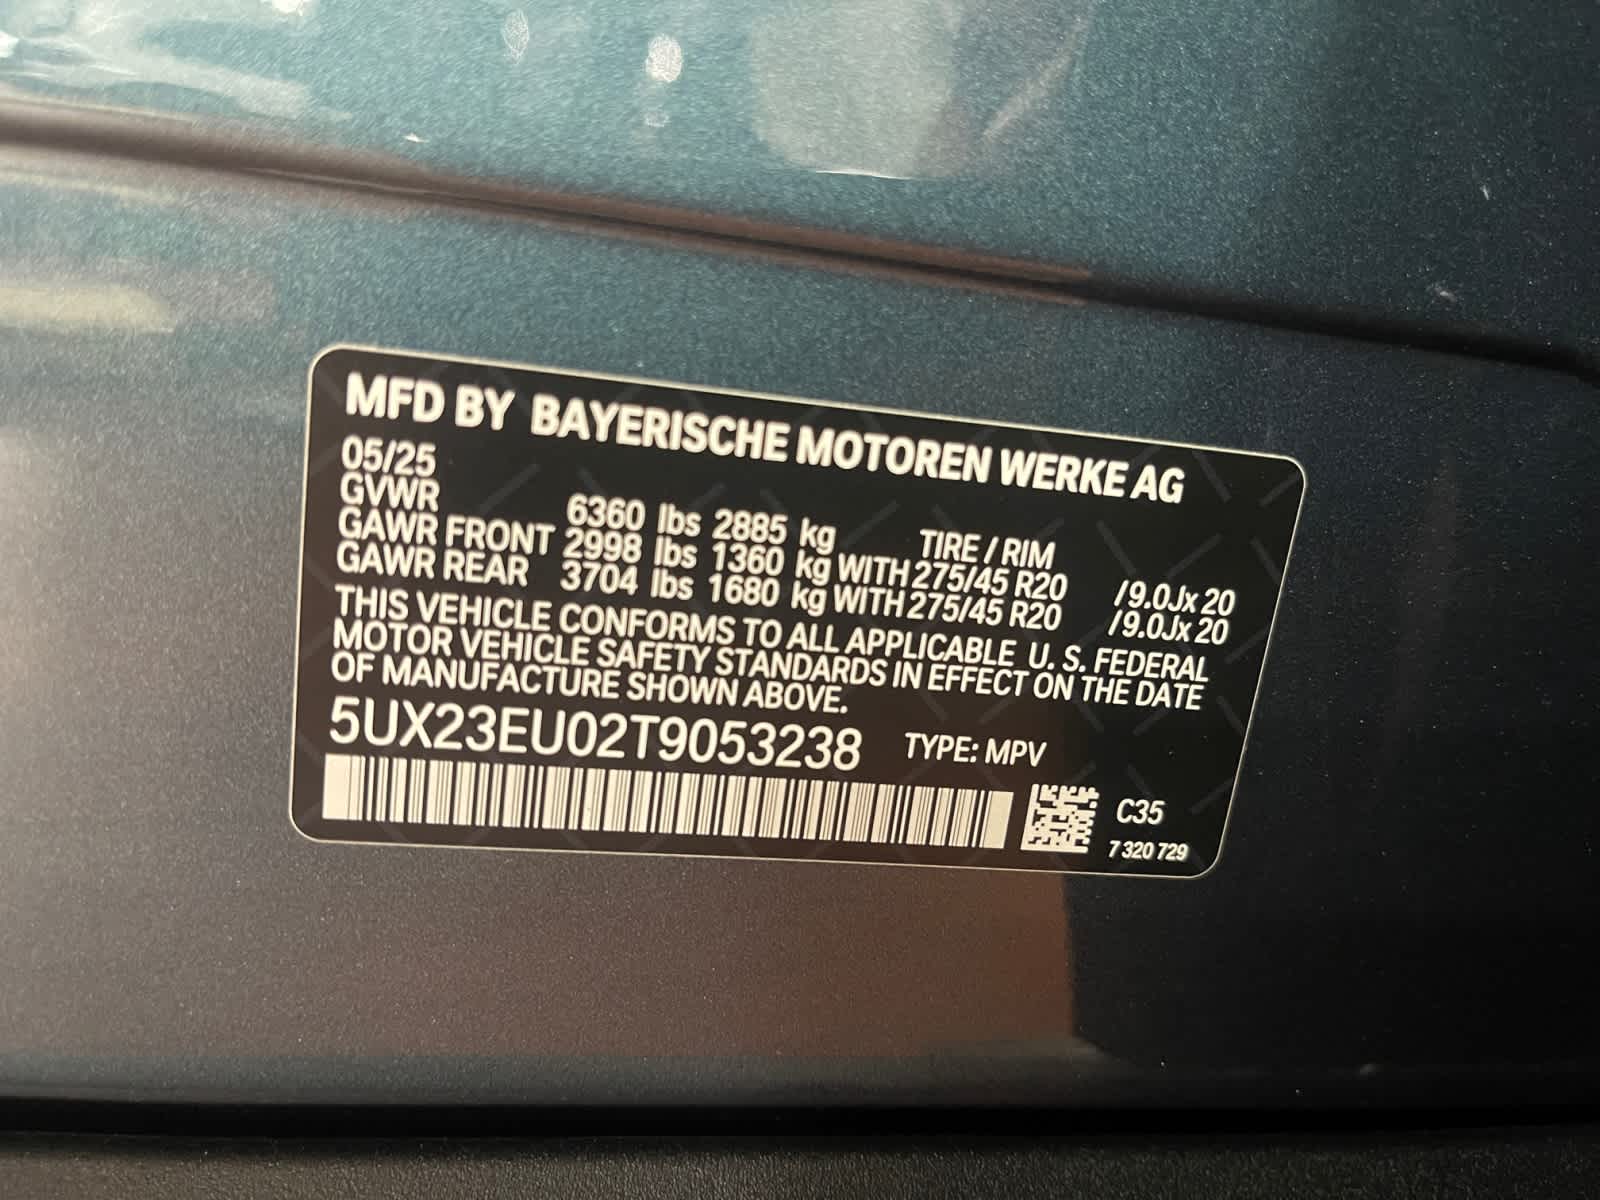 MFD BY BAYERISCHE MOTOREN WERKE AG
05/25
GVWR 6360 lbs 2885 kg TIRE / RIM
GAWR FRONT 2998 lbs 1360 kg WITH 275/45 R20 /9.0Jx 20
GAWR REAR 3704 lbs 1680 kg WITH 275/45 R20 /9.0Jx 20
THIS VEHICLE CONFORMS TO ALL APPLICABLE U. S. FEDERAL
MOTOR VEHICLE SAFETY STANDARDS IN EFFECT ON THE DATE
OF MANUFACTURE SHOWN ABOVE.
5UX23EU02T9053238 TYPE: MPV
C35
7 320 729